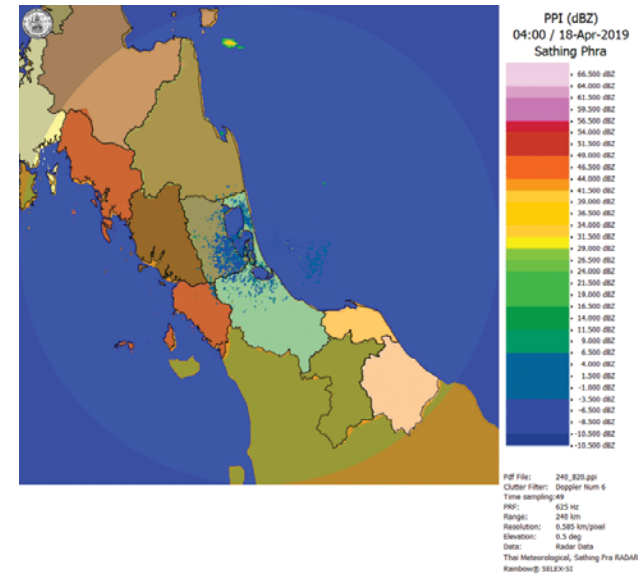 PPI (dBZ)
04:00 / 18-Apr-2019
Sathing Phra
66.500 dBZ
64.000 dBZ
61.500 dBZ
59.500 dBZ
56.500 dBZ
54.000 dBZ
51.500 dBZ
49.000 dBZ
46.500 dBZ
44.000 dBZ
41.500 dBZ
39.000 dBZ
36.500 dBZ
34.000 dBZ
31.500 dBZ
29.000 dBZ
26.500 dBZ
24.000 dBZ
21.500 dBZ
19.000 dBZ
16.500 dBZ
14.000 dBZ
11.500 dBZ
9.000 dBZ
6.500 dBZ
4.000 dBZ
1.500 dBZ
-1.000 dBZ
-3.500 dBZ
-6.500 dBZ
-8.500 dBZ
-10.500 dBZ
-10.500 dBZ
Pdf File: 240_820.ppi
Clutter Filter: Doppler Num 6
Time sampling:49
PRF: 625 Hz
Range: 240 km
Resolution: 0.585 km/pixel
Elevation: 0.5 deg
Data: Radar Data
Thai Meteorological, Sathing Pra RADAR
Rainbow® SELEX-SI